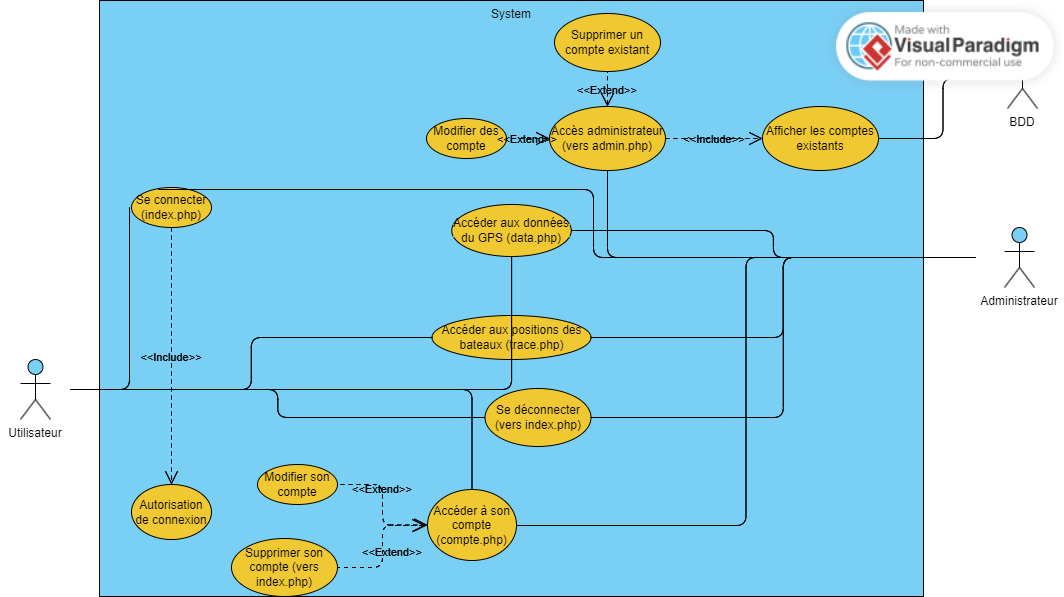 System
Supprimer un
compte existant
Made with
Visual Paradigm
For non-commercial use
<<Extend>>
BDD
Modifier des
compte
<<Extend>>
Accès administrateur
(vers admin.php)
<<Include>>
Afficher les comptes
existants
Se connecter
(index.php)
Accéder aux données
du GPS (data.php)
Administrateur
Accéder aux positions des
bateaux (trace.php)
<<Include>>
Utilisateur
Se déconnecter
(vers index.php)
Modifier son
compte
<<Extend>>
Autorisation
de connexion
Accéder à son
compte
(compte.php)
Supprimer son
compte (vers
index.php)
<<Extend>>